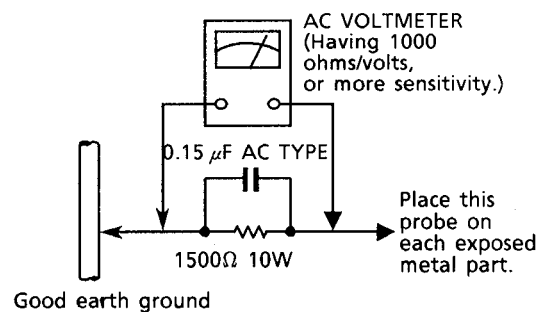 AC VOLTMETER
(Having 1000
ohms/volts,
or more sensitivity.)
0.15 μF AC TYPE
1500Ω 10W
Place this
probe on
each exposed
metal part.
Good earth ground